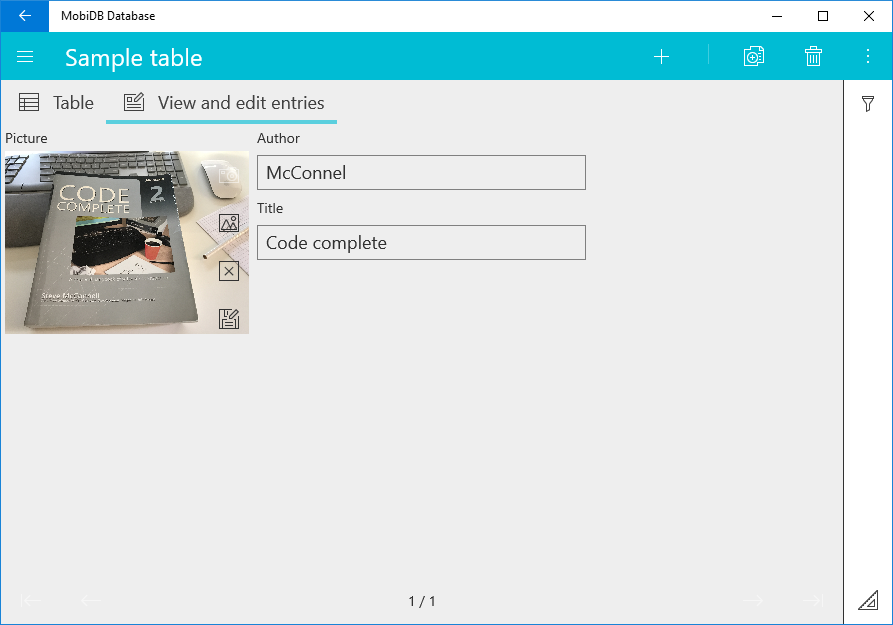 MobiDB Database
Sample table
Table
View and edit entries
Picture
Author
McConnel
Title
Code complete
CODE
COMPLETE
2
Steve McConnell
1 / 1